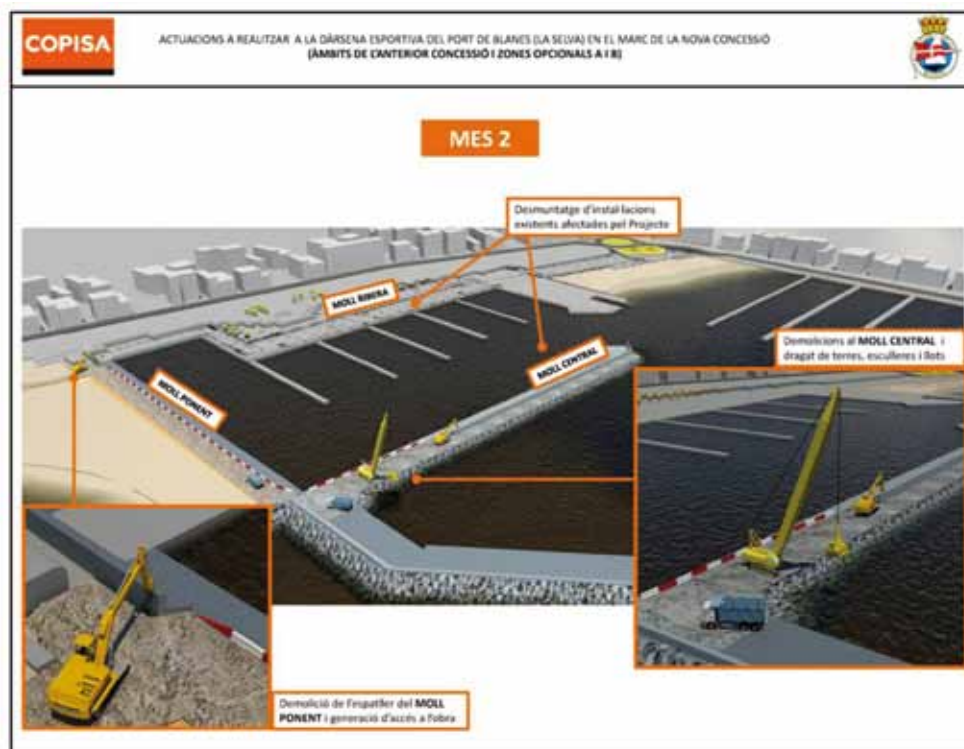 COPISA
ACTUACIONS A REALITZAR A LA DÀRSENA ESPORTIVA DEL PORT DE BLANES (LA SELVA) EN EL MARC DE LA NOVA CONCESSIÓ
(ÀMBITS DE L'ANTERIOR CONCESSIÓ I ZONES OPCIONALS A I B)
MES 2
Desmuntatge d'instal·lacions
existents afectades pel Projecte
MOLL RIBERA
MOLL CENTRAL
MOLL PONENT
Demolicions al MOLL CENTRAL i
dragat de terres, esculleres i llots
Demolició de l'espatller del MOLL
PONENT i generació d'accés a l'obra